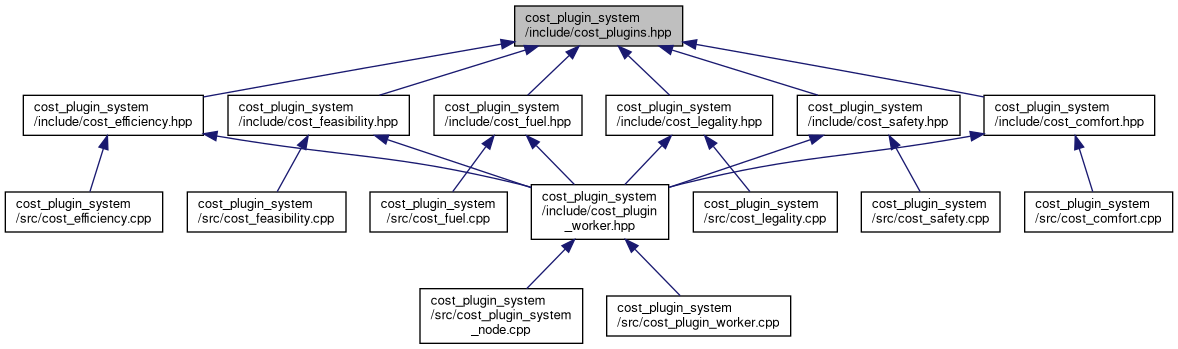 cost_plugin_system
/include/cost_plugins.hpp
cost_plugin_system
/include/cost_efficiency.hpp
cost_plugin_system
/include/cost_feasibility.hpp
cost_plugin_system
/include/cost_fuel.hpp
cost_plugin_system
/include/cost_legality.hpp
cost_plugin_system
/include/cost_safety.hpp
cost_plugin_system
/include/cost_comfort.hpp
cost_plugin_system
/src/cost_efficiency.cpp
cost_plugin_system
/src/cost_feasibility.cpp
cost_plugin_system
/src/cost_fuel.cpp
cost_plugin_system
/include/cost_plugin
_worker.hpp
cost_plugin_system
/src/cost_legality.cpp
cost_plugin_system
/src/cost_safety.cpp
cost_plugin_system
/src/cost_comfort.cpp
cost_plugin_system
/src/cost_plugin_system
_node.cpp
cost_plugin_system
/src/cost_plugin_worker.cpp